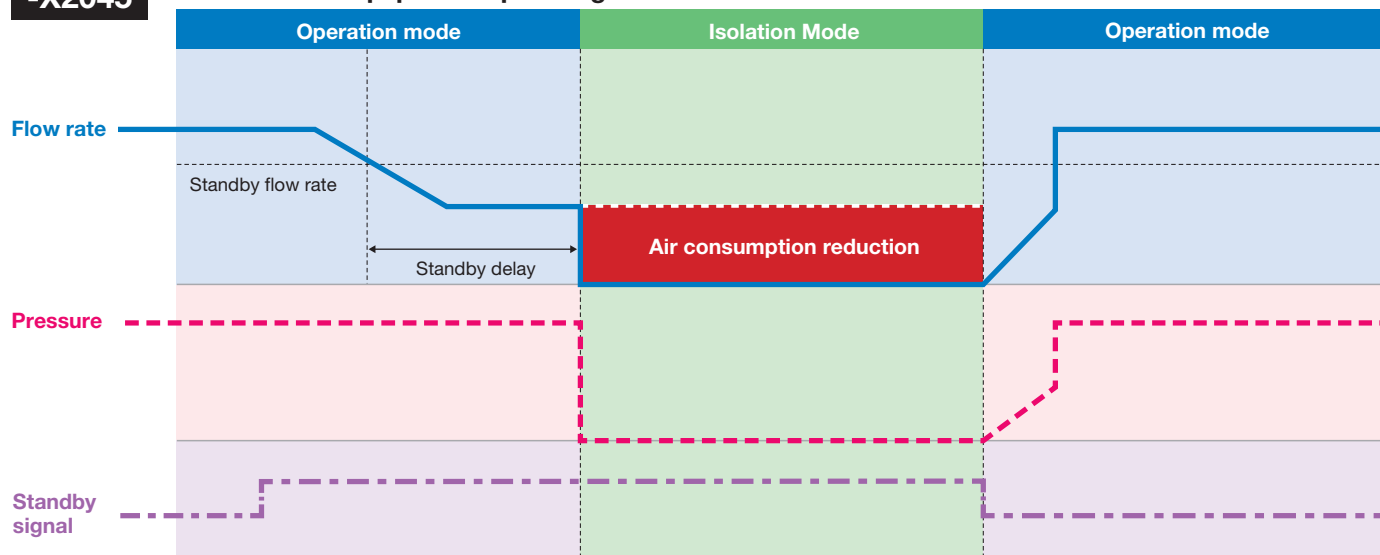 Operation mode
Isolation Mode
Operation mode
Flow rate
Standby flow rate
Air consumption reduction
Standby delay
Pressure
Standby
signal